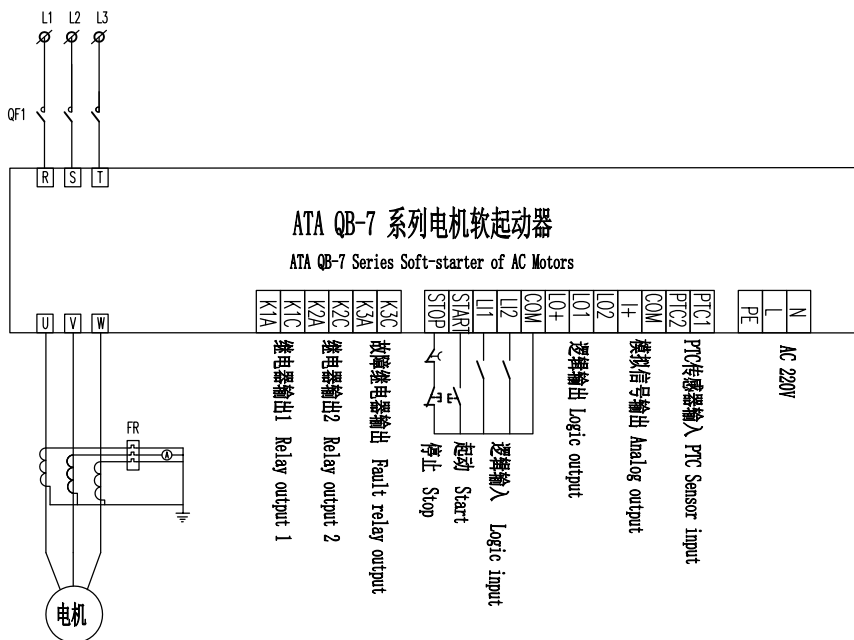 L1
L2
L3
QF1
R
S
T
ATA QB-7 系列电机软起动器
ATA QB-7 Series Soft-starter of AC Motors
U
V
W
K1A
K1C
K2A
K2C
K3A
K3C
STOP
START
LI1
LI2
COM
LO+
LO1
LO2
I+
COM
PTC2
PTC1
PE
L
N
继电器输出1 Relay output 1
继电器输出2 Relay output 2
故障继电器输出 Fault relay output
停止 Stop
起动 Start
逻辑输入 Logic input
逻辑输出 Logic output
模拟信号输出 Analog output
PTC传感器输入 PTC Sensor input
AC 220V
FR
A
电机